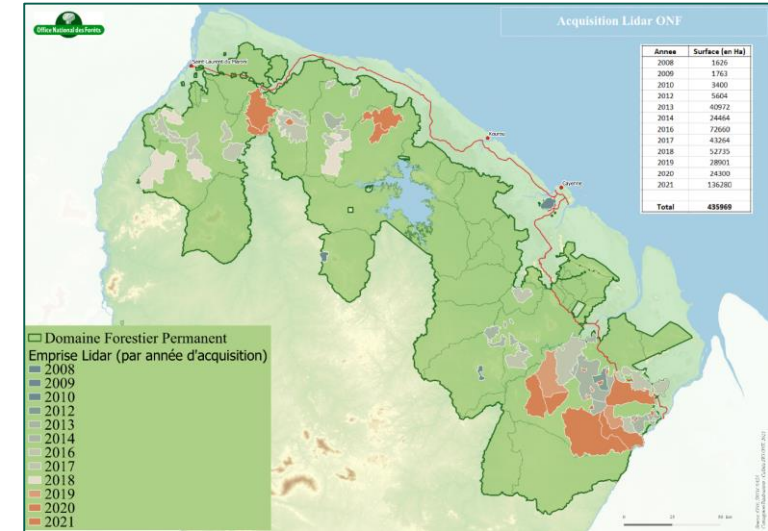 Office National des Forêts
Acquisition Lidar ONF
Annee Surface (en Ha)
2008 1626
2009 1763
2010 3400
2012 5604
2013 40972
2014 24464
2016 72660
2017 43264
2018 52735
2019 28901
2020 24300
2021 136280
Total 435969
Saint Laurent du Maroni
Kourou
Cayenne
Domaine Forestier Permanent
Emprise Lidar (par année d'acquisition)
2008
2009
2010
2012
2013
2014
2016
2017
2018
2019
2020
2021